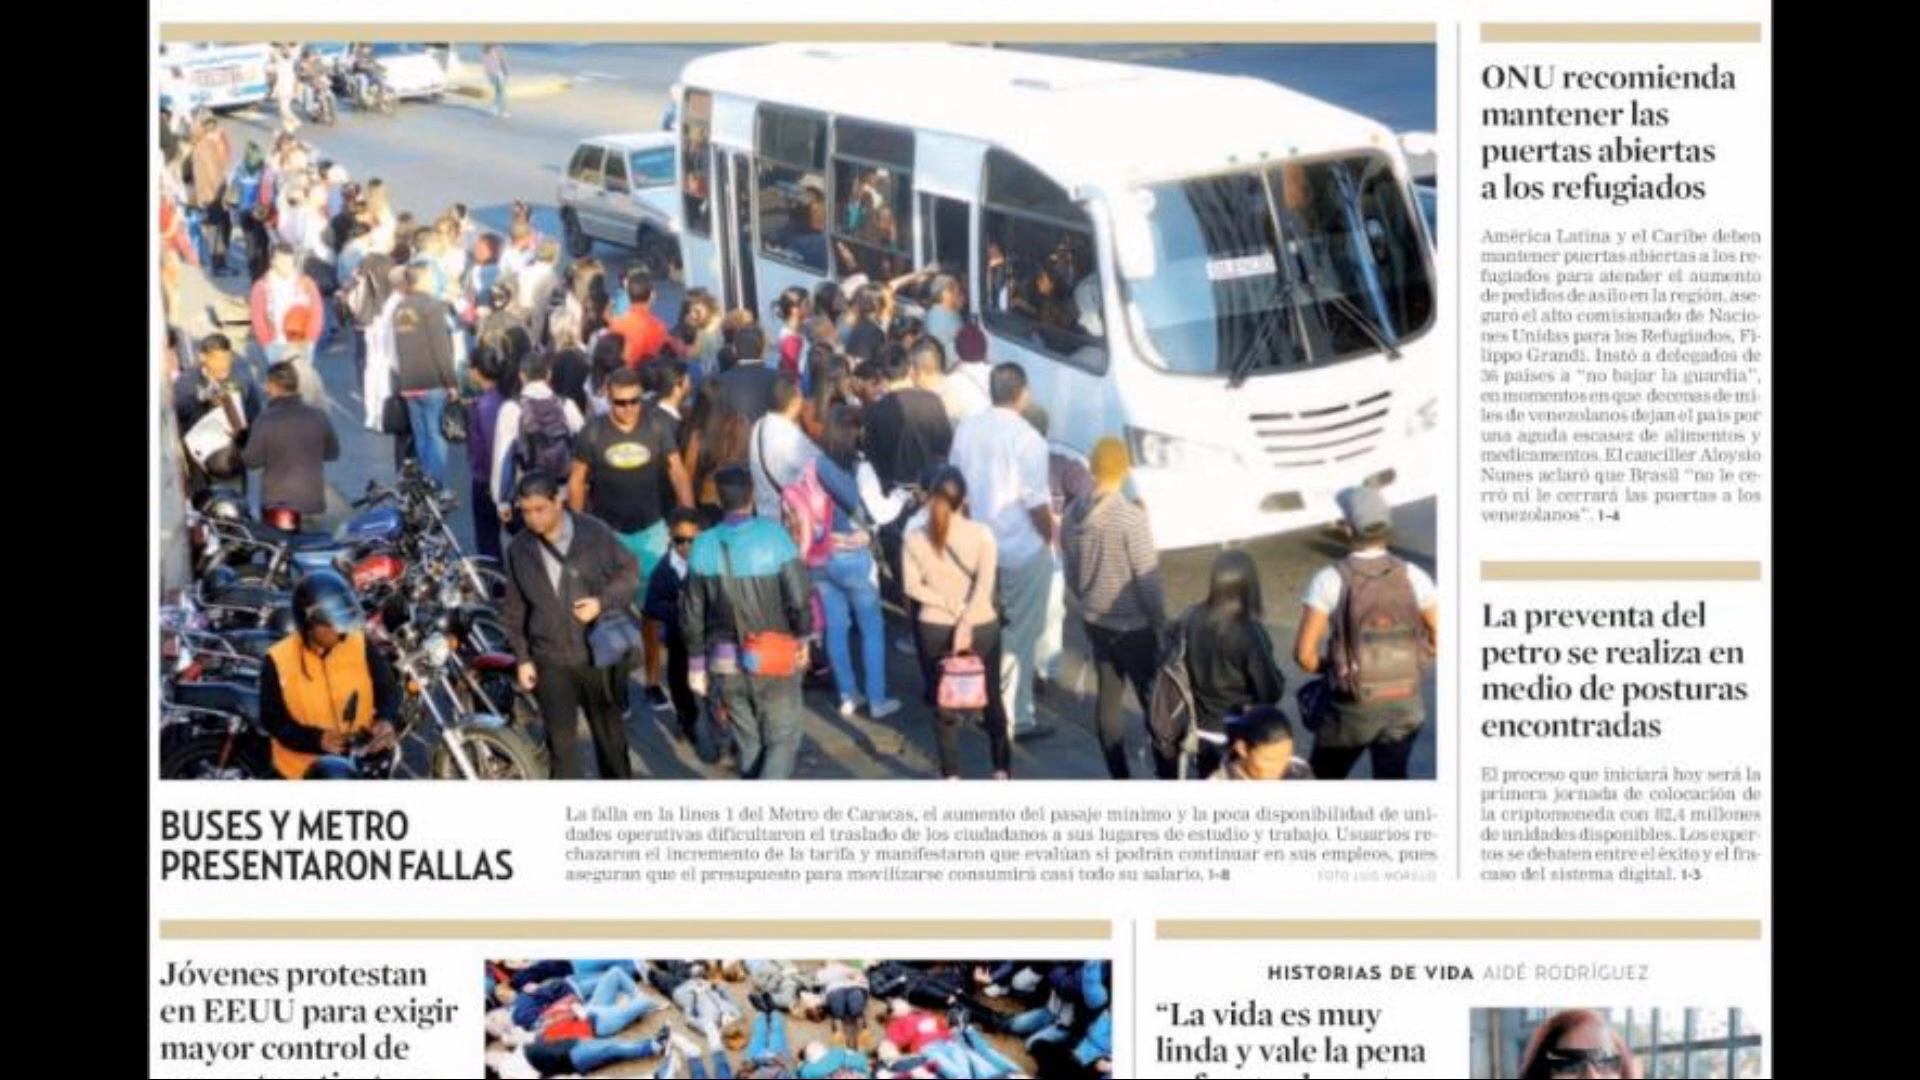 ONU recomienda
mantener las
puertas abiertas
a los refugiados
América Latina y el Caribe deben
mantener puertas abiertas a los re-
fugiados para atender el aumento
de pedidos de asilo en la región, ase-
guró el alto comisionado de Nacio-
nes Unidas para los Refugiados, Fi-
lippo Grandi. Instó a delegados de
36 países a “no bajar la guardia”,
en momentos en que decenas de mi-
les de venezolanos dejan el país por
una aguda escasez de alimentos y
medicamentos. El canciller Aloysio
Nunes aclaró que Brasil “no le ce-
rró ni le cerrará las puertas a los
venezolanos”. 1-4
La preventa del
petro se realiza en
medio de posturas
encontradas
El proceso que iniciará hoy será la
primera jornada de colocación de
la criptomoneda con 82,4 millones
de unidades disponibles. Los exper-
tos se debaten entre el éxito y el fra-
caso del sistema digital. 1-3
BUSES Y METRO
PRESENTARON FALLAS
La falla en la línea 1 del Metro de Caracas, el aumento del pasaje mínimo y la poca disponibilidad de uni-
dades operativas dificultaron el traslado de los ciudadanos a sus lugares de estudio y trabajo. Usuarios re-
chazaron el incremento de la tarifa y manifestaron que evalúan si podrán continuar en sus empleos, pues
aseguran que el presupuesto para movilizarse consumirá casi todo su salario. 1-8
FOTO LUIS MORILLO
Jóvenes protestan
en EEUU para exigir
mayor control de
HISTORIAS DE VIDA AIDÉ RODRÍGUEZ
“La vida es muy
linda y vale la pena